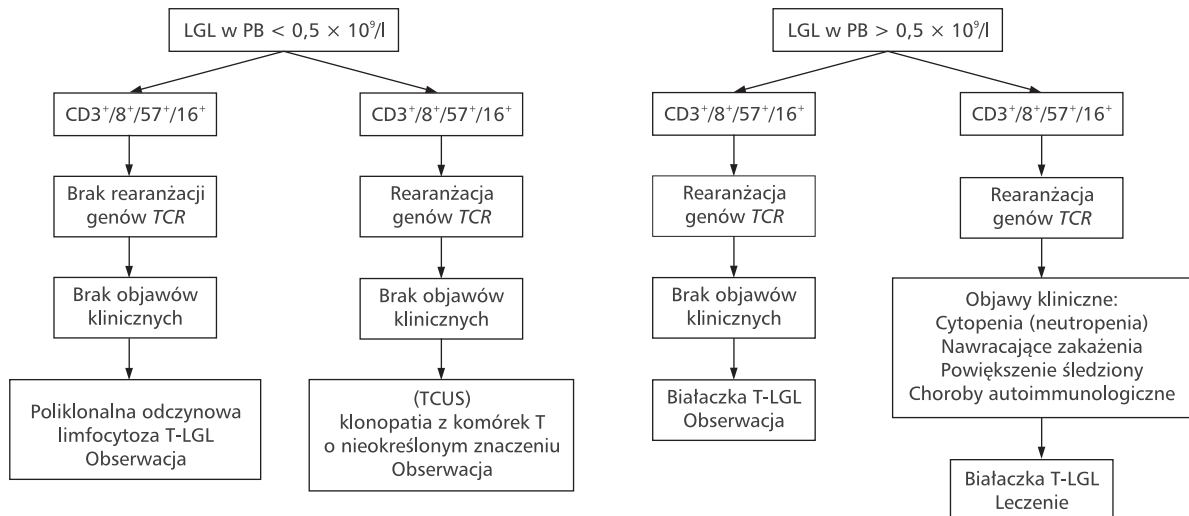 LGL w PB < 0,5 × 10⁹/l
CD3⁺/8⁺/57⁺/16⁺
Brak rearanżacji
genów TCR
Brak objawów
klinicznych
Poliklonalna odczynowa
limfocytoza T-LGL
Obserwacja
CD3⁺/8⁺/57⁺/16⁺
Rearanżacja
genów TCR
Brak objawów
klinicznych
(TCUS)
klonopatia z komórek T
o nieokreślonym znaczeniu
Obserwacja
LGL w PB > 0,5 × 10⁹/l
CD3⁺/8⁺/57⁺/16⁺
Rearanżacja
genów TCR
Brak objawów
klinicznych
Białaczka T-LGL
Obserwacja
CD3⁺/8⁺/57⁺/16⁺
Rearanżacja
genów TCR
Objawy kliniczne:
Cytopenia (neutropenia)
Nawracające zakażenia
Powiększenie śledziony
Choroby autoimmunologiczne
Białaczka T-LGL
Leczenie